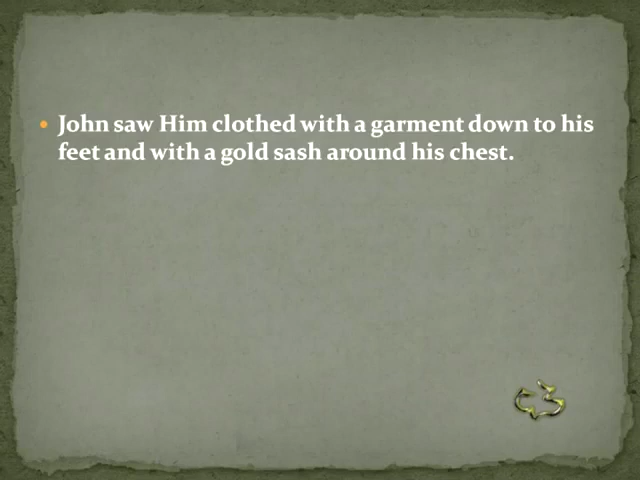 John saw Him clothed with a garment down to his
feet and with a gold sash around his chest.